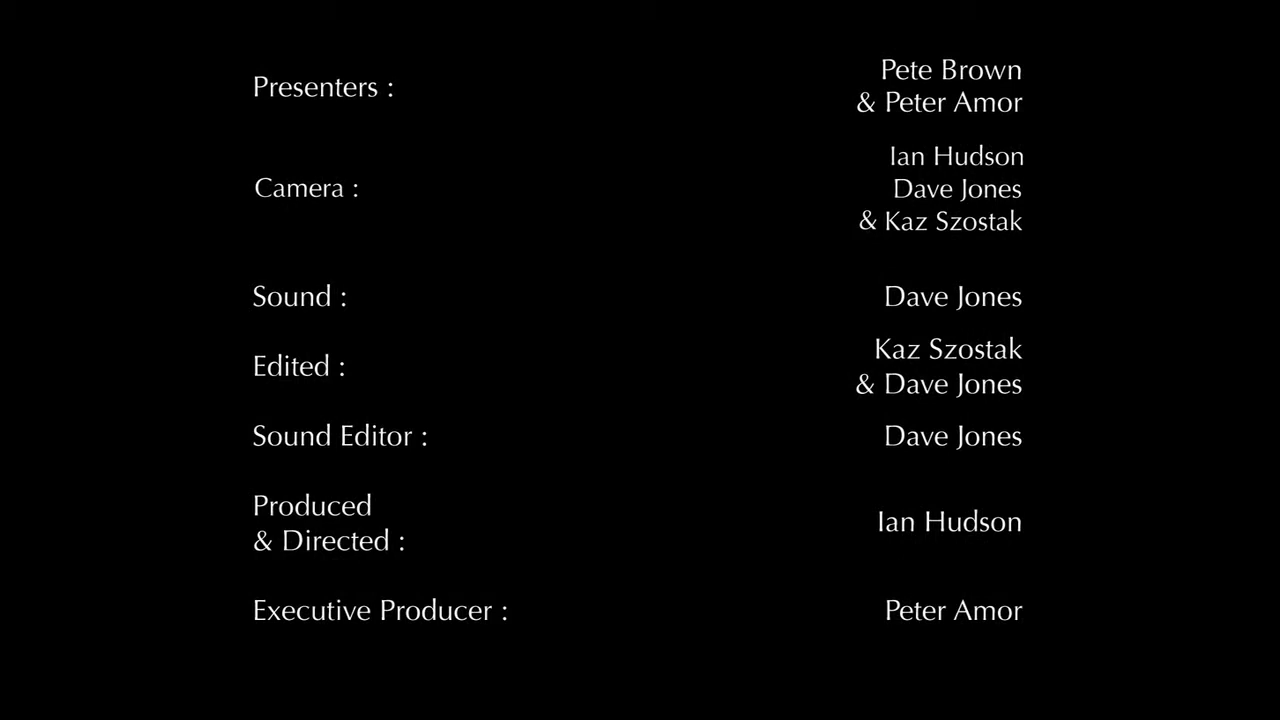 Presenters :
Pete Brown
& Peter Amor
Camera :
Ian Hudson
Dave Jones
& Kaz Szostak
Sound :
Dave Jones
Edited :
Kaz Szostak
& Dave Jones
Sound Editor :
Dave Jones
Produced
& Directed :
Ian Hudson
Executive Producer :
Peter Amor